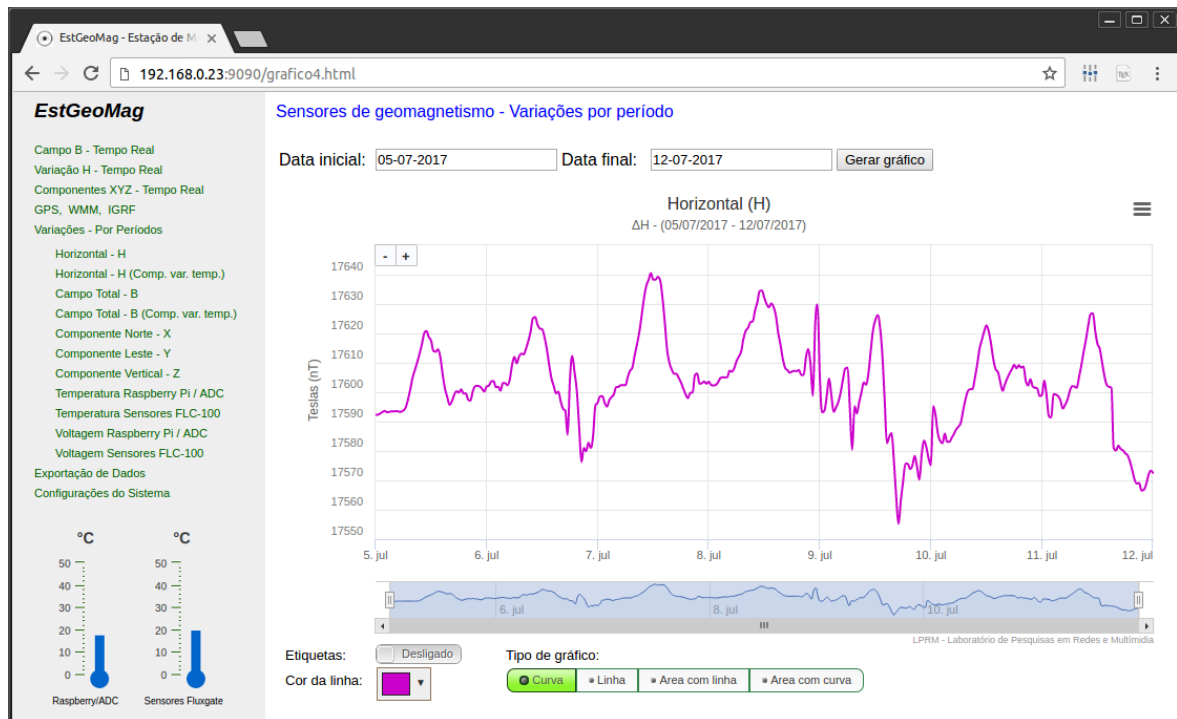 EstGeoMag - Estação de M
192.168.0.23:9090/grafico4.html
EstGeoMag
Campo B - Tempo Real
Variação H - Tempo Real
Componentes XYZ - Tempo Real
GPS, WMM, IGRF
Variações - Por Períodos
Horizontal - H
Horizontal - H (Comp. var. temp.)
Campo Total - B
Campo Total - B (Comp. var. temp.)
Componente Norte - X
Componente Leste - Y
Componente Vertical - Z
Temperatura Raspberry Pi / ADC
Temperatura Sensores FLC-100
Voltagem Raspberry Pi / ADC
Voltagem Sensores FLC-100
Exportação de Dados
Configurações do Sistema
°C °C
50 50
40 40
30 30
20 20
10 10
0 0
Raspberry/ADC Sensores Fluxgate
Sensores de geomagnetismo - Variações por período
Data inicial: 05-07-2017 Data final: 12-07-2017 Gerar gráfico
Horizontal (H)
ΔH - (05/07/2017 - 12/07/2017)
- +
Teslas (nT)
17640
17630
17620
17610
17600
17590
17580
17570
17560
17550
5. jul 6. jul 7. jul 8. jul 9. jul 10. jul 11. jul 12. jul
6. jul 8. jul 10. jul
LPRM - Laboratório de Pesquisas em Redes e Multimidia
Etiquetas: Desligado Tipo de gráfico:
Cor da linha: Curva Linha Area com linha Area com curva